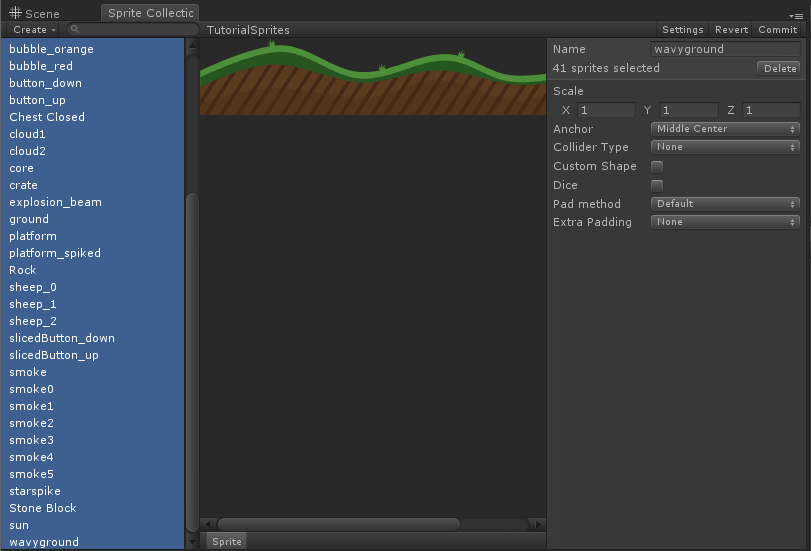 Scene
Sprite Collectic
Create
TutorialSprites
Settings Revert Commit
bubble_orange
bubble_red
button_down
button_up
Chest Closed
cloud1
cloud2
core
crate
explosion_beam
ground
platform
platform_spiked
Rock
sheep_0
sheep_1
sheep_2
slicedButton_down
slicedButton_up
smoke
smoke0
smoke1
smoke2
smoke3
smoke4
smoke5
starspike
Stone Block
sun
wavyground
Sprite
Name wavyground
41 sprites selected Delete
Scale
X 1 Y 1 Z 1
Anchor Middle Center
Collider Type None
Custom Shape
Dice
Pad method Default
Extra Padding None